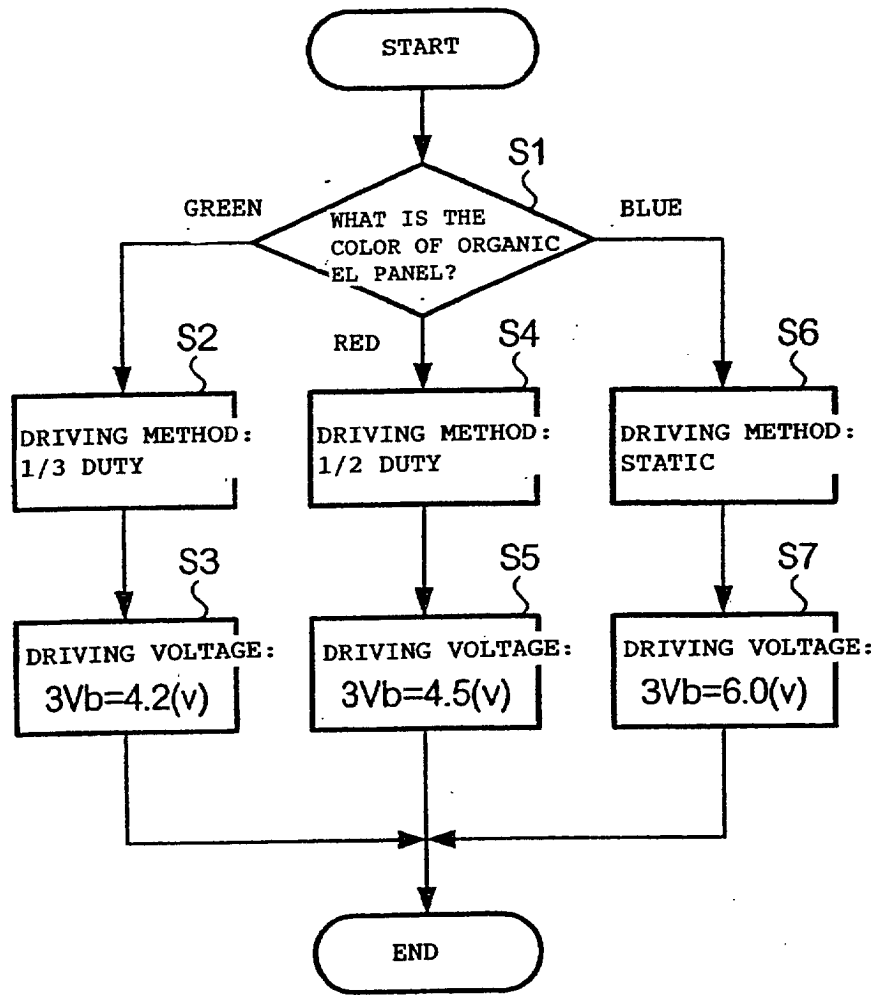 START
S1
GREEN
WHAT IS THE
COLOR OF ORGANIC
EL PANEL?
BLUE
RED
S2
DRIVING METHOD:
1/3 DUTY
S4
DRIVING METHOD:
1/2 DUTY
S6
DRIVING METHOD:
STATIC
S3
DRIVING VOLTAGE:
3Vb=4.2(v)
S5
DRIVING VOLTAGE:
3Vb=4.5(v)
S7
DRIVING VOLTAGE:
3Vb=6.0(v)
END